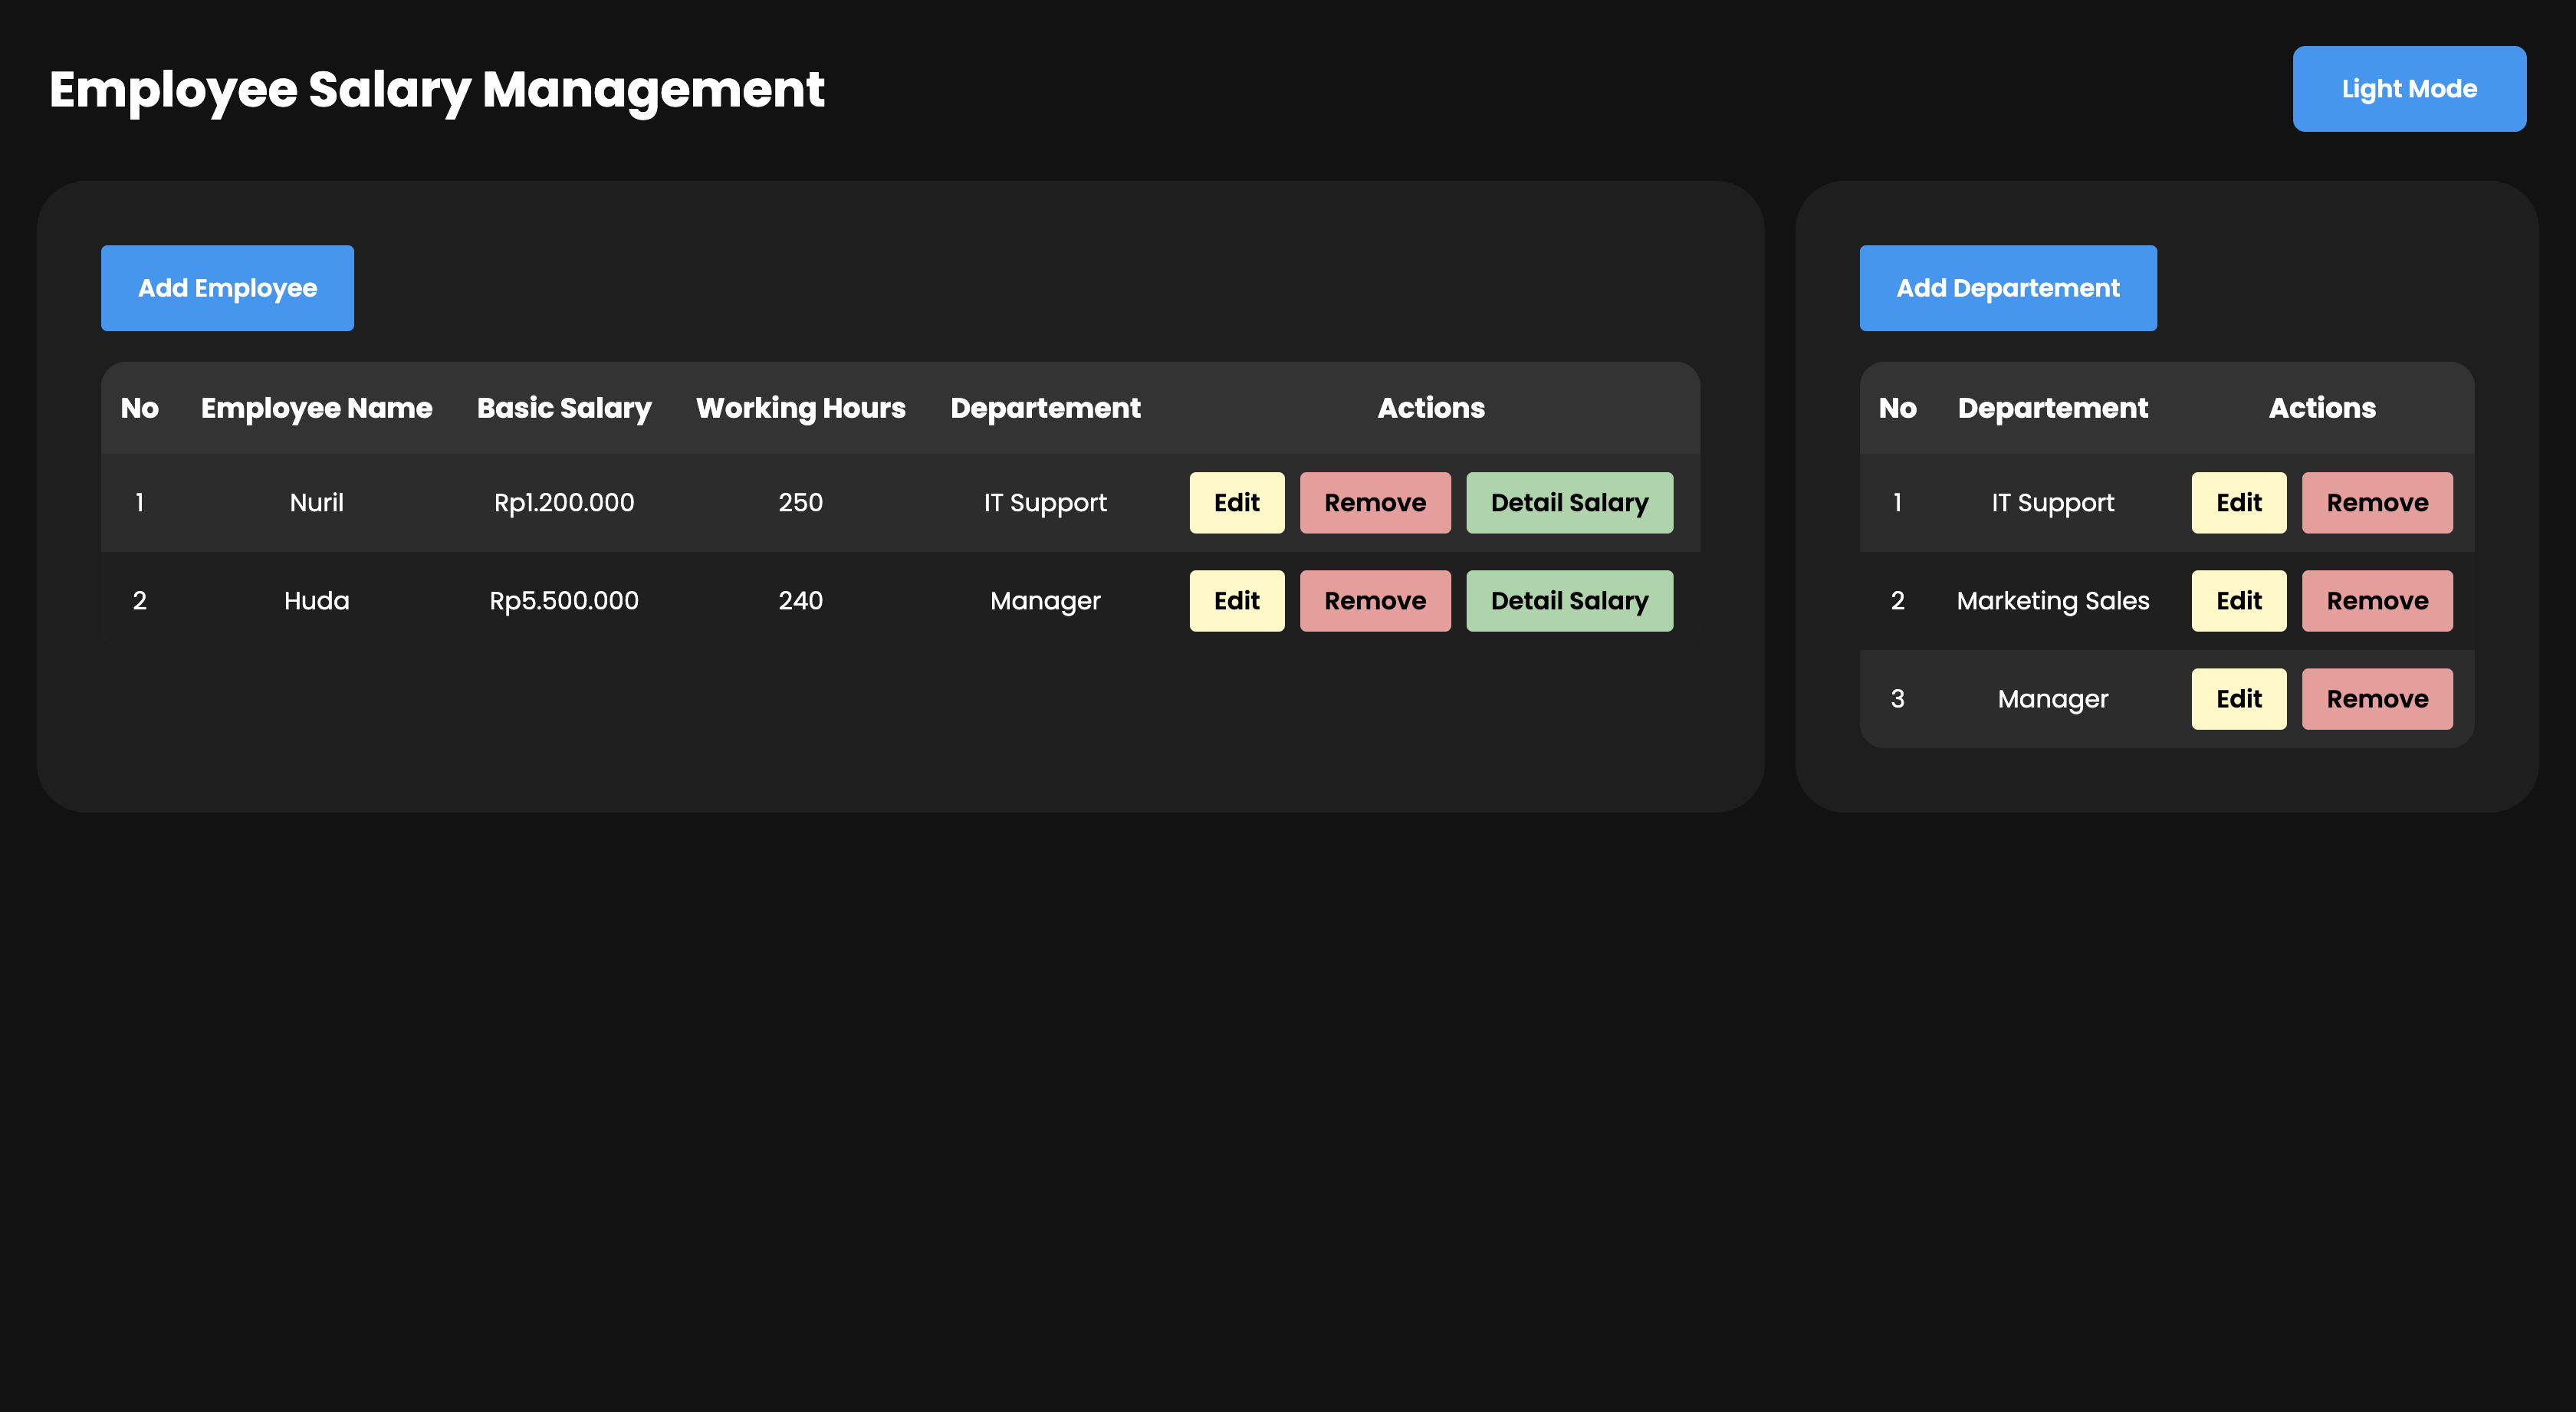 Employee Salary Management
Light Mode
Add Employee
No Employee Name Basic Salary Working Hours Departement Actions
1 Nuril Rp1.200.000 250 IT Support Edit Remove Detail Salary
2 Huda Rp5.500.000 240 Manager Edit Remove Detail Salary
Add Departement
No Departement Actions
1 IT Support Edit Remove
2 Marketing Sales Edit Remove
3 Manager Edit Remove